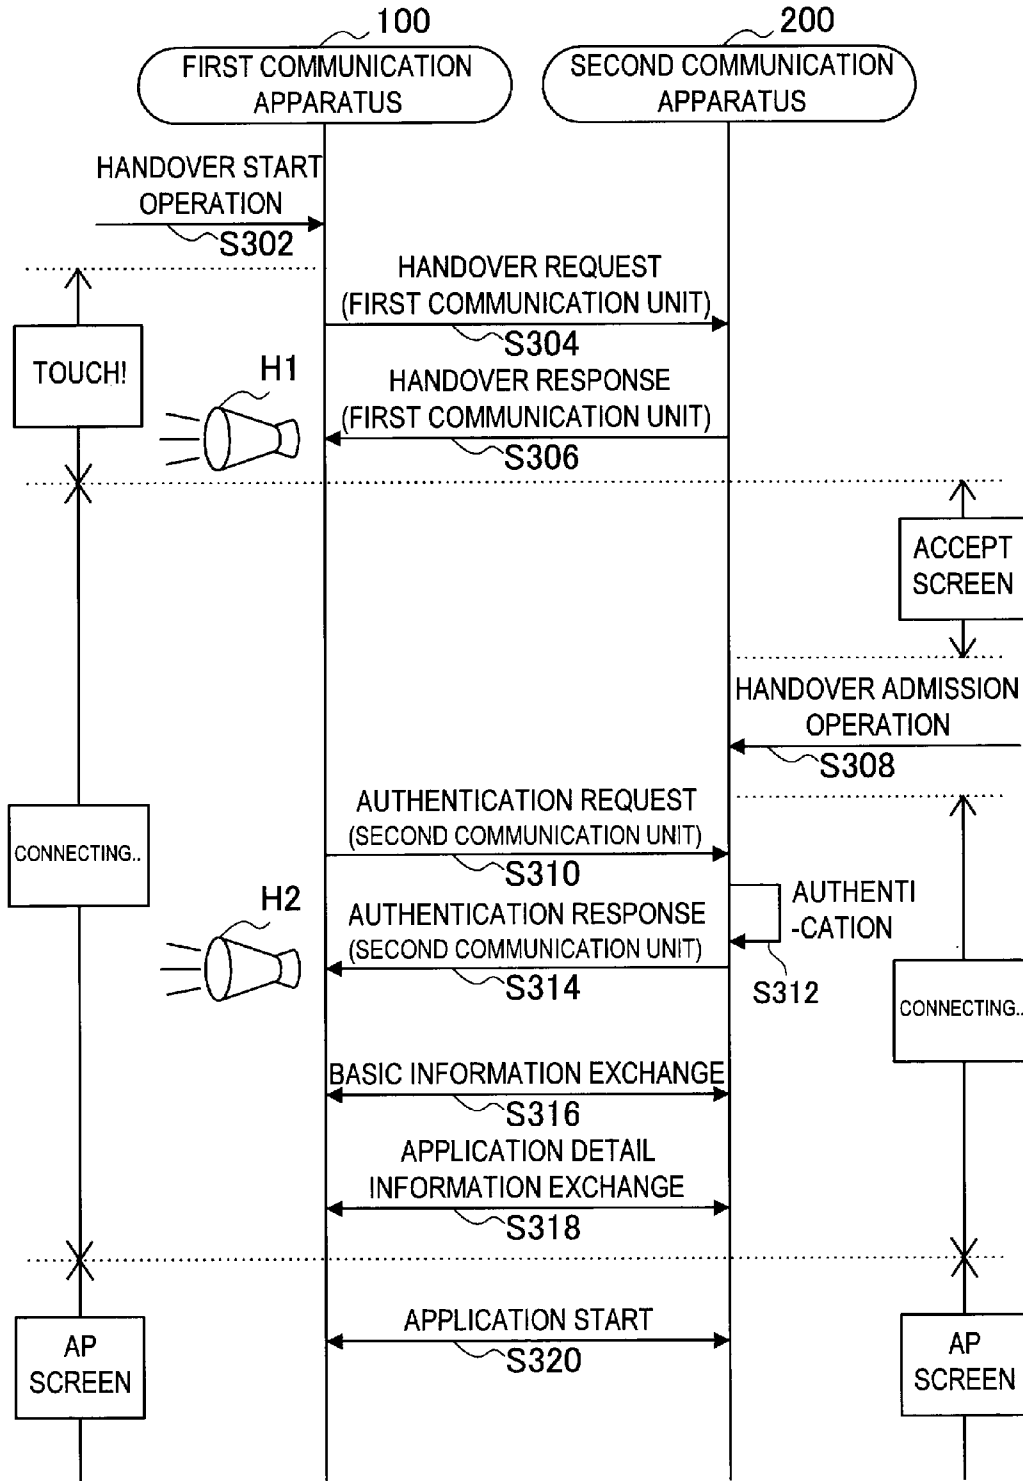 100
200
FIRST COMMUNICATION
APPARATUS
SECOND COMMUNICATION
APPARATUS
HANDOVER START
OPERATION
S302
HANDOVER REQUEST
(FIRST COMMUNICATION UNIT)
S304
TOUCH!
H1
HANDOVER RESPONSE
(FIRST COMMUNICATION UNIT)
S306
ACCEPT
SCREEN
HANDOVER ADMISSION
OPERATION
S308
CONNECTING..
AUTHENTICATION REQUEST
(SECOND COMMUNICATION UNIT)
S310
AUTHENTI
-CATION
S312
H2
AUTHENTICATION RESPONSE
(SECOND COMMUNICATION UNIT)
S314
CONNECTING..
BASIC INFORMATION EXCHANGE
S316
APPLICATION DETAIL
INFORMATION EXCHANGE
S318
APPLICATION START
S320
AP
SCREEN
AP
SCREEN